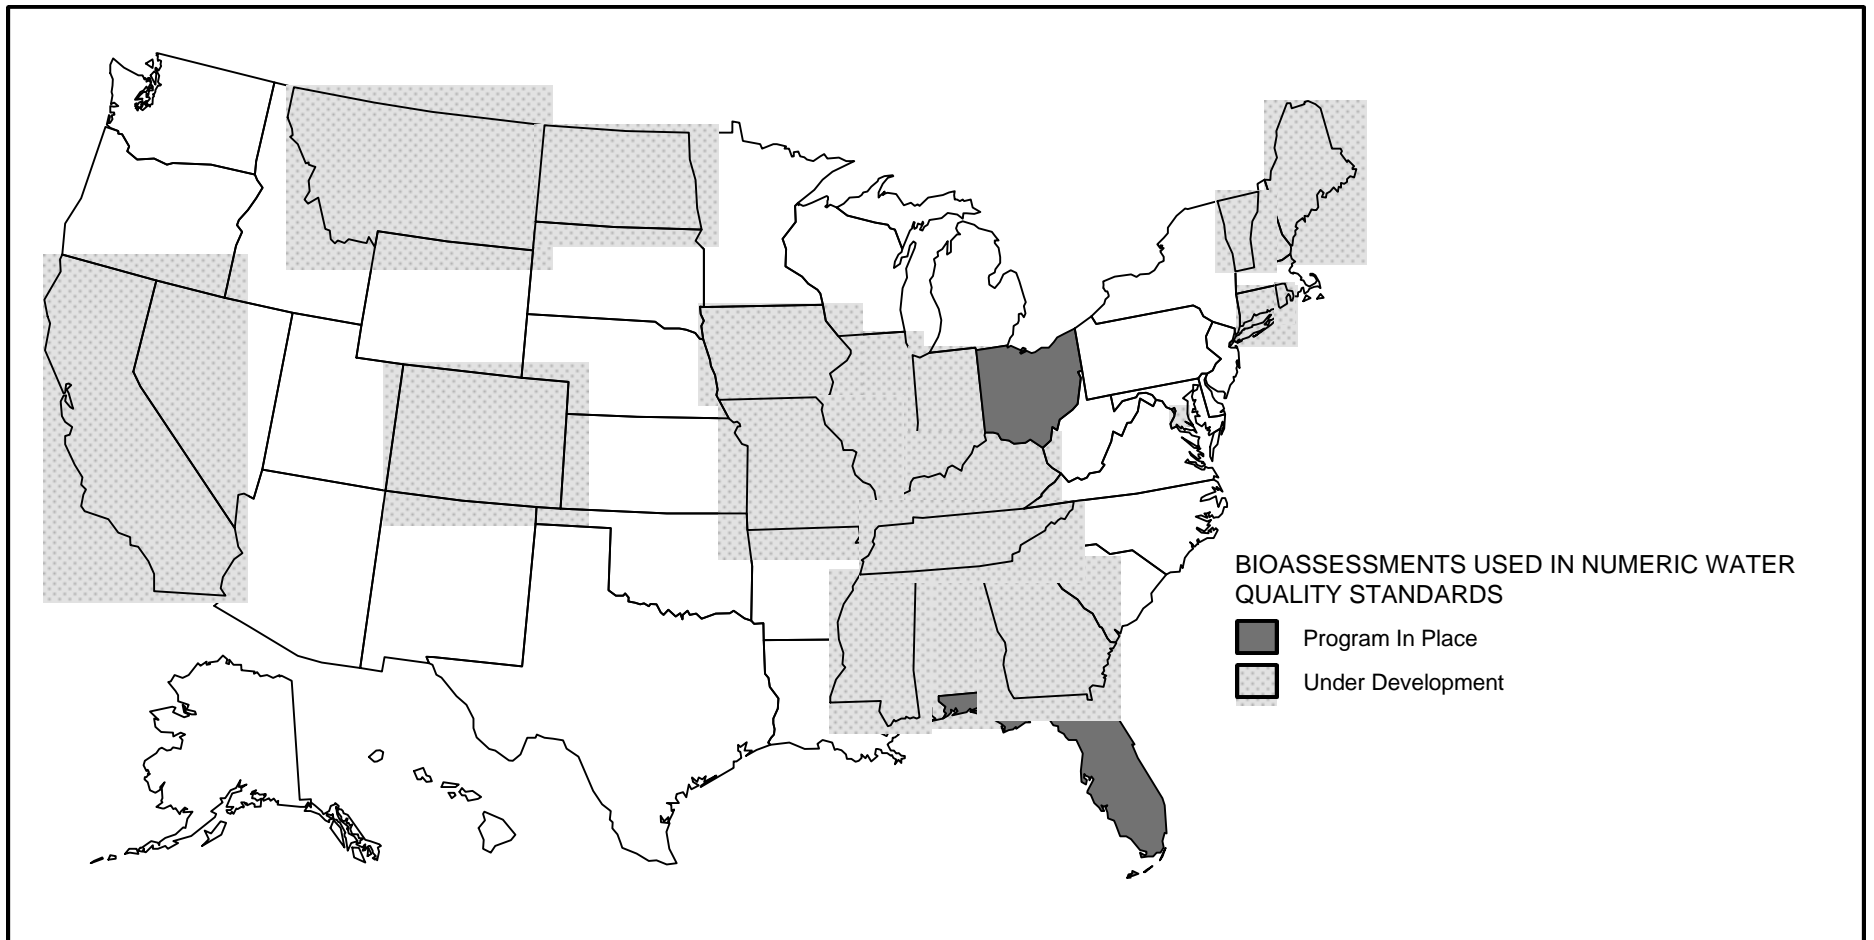 BIOASSESSMENTS USED IN NUMERIC WATER
QUALITY STANDARDS
Program In Place
Under Development